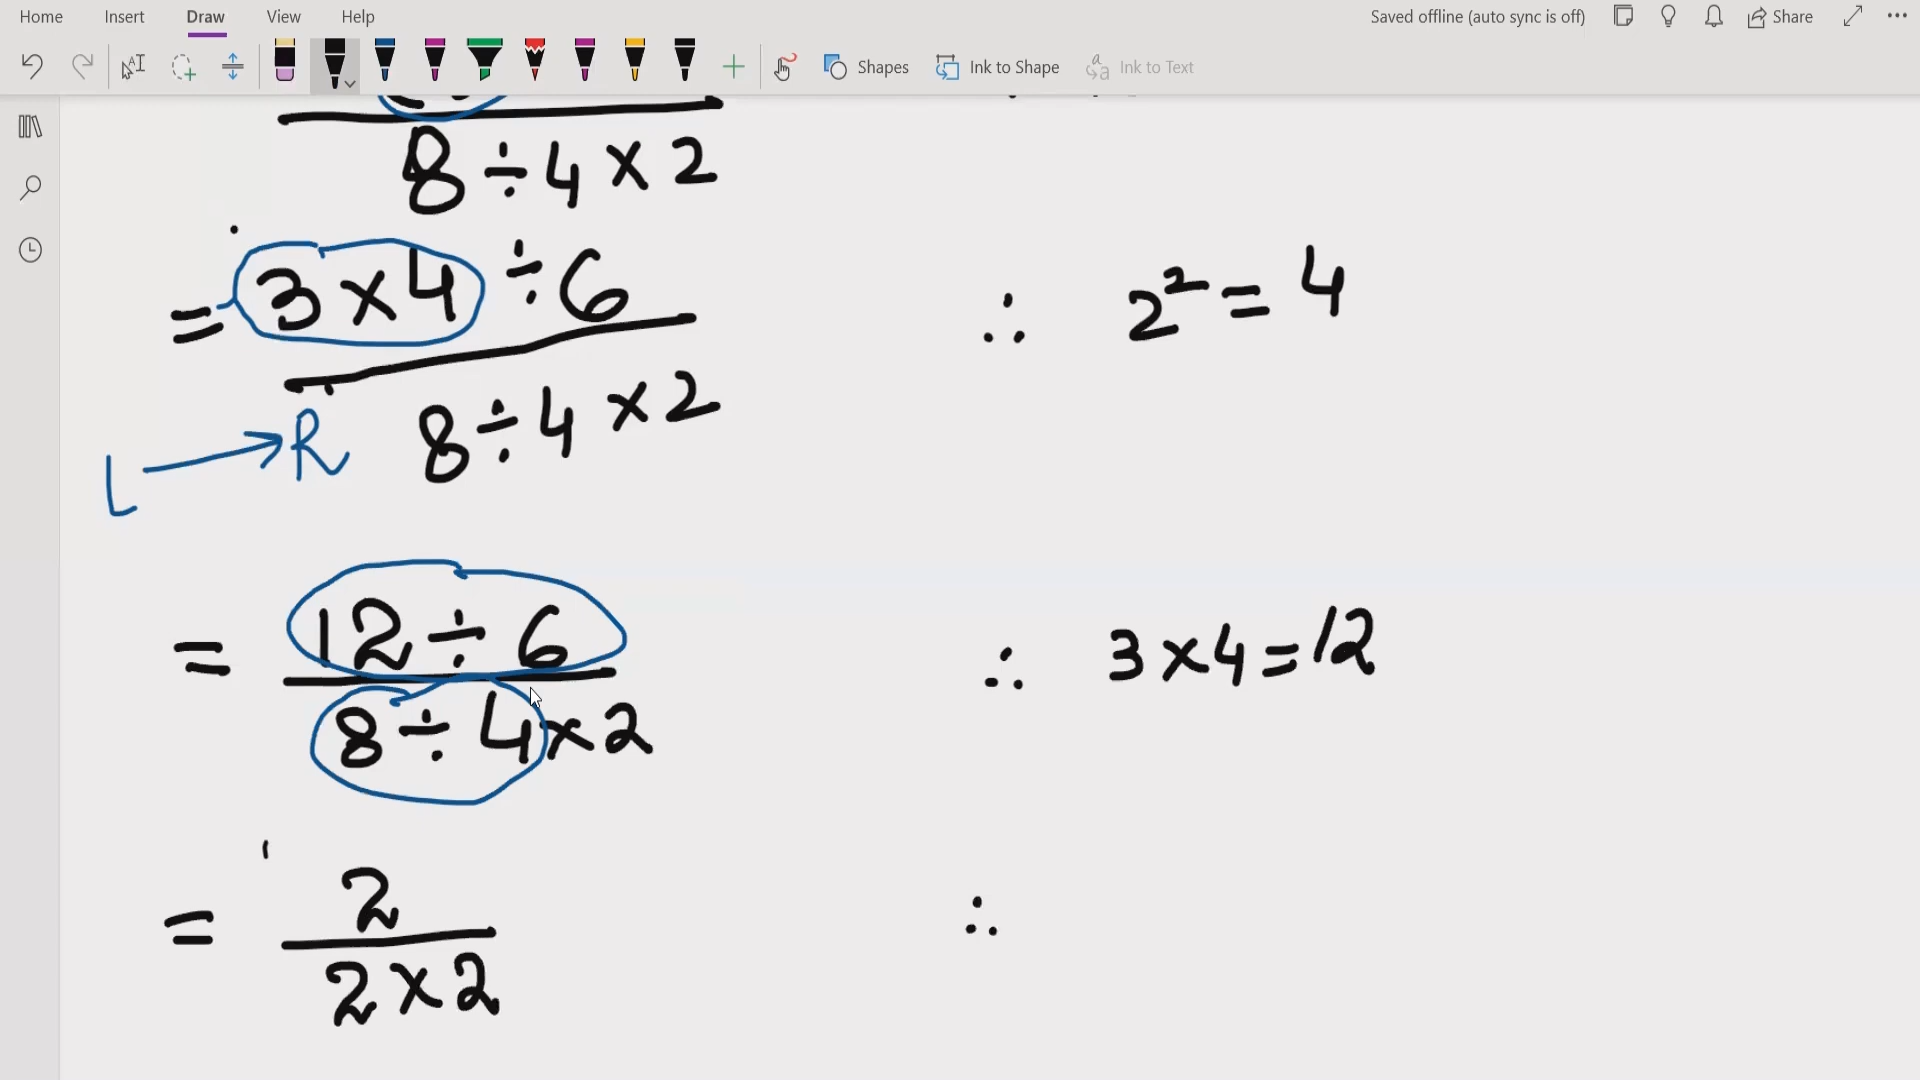 Home Insert Draw View Help Saved offline (auto sync is off) Share
Shapes Ink to Shape Ink to Text
8 ÷ 4 × 2
= 3 × 4 ÷ 6 ∴ 2² = 4
8 ÷ 4 × 2
L → R
= 12 ÷ 6 ∴ 3 × 4 = 12
8 ÷ 4 × 2
= 2 ∴
2 × 2